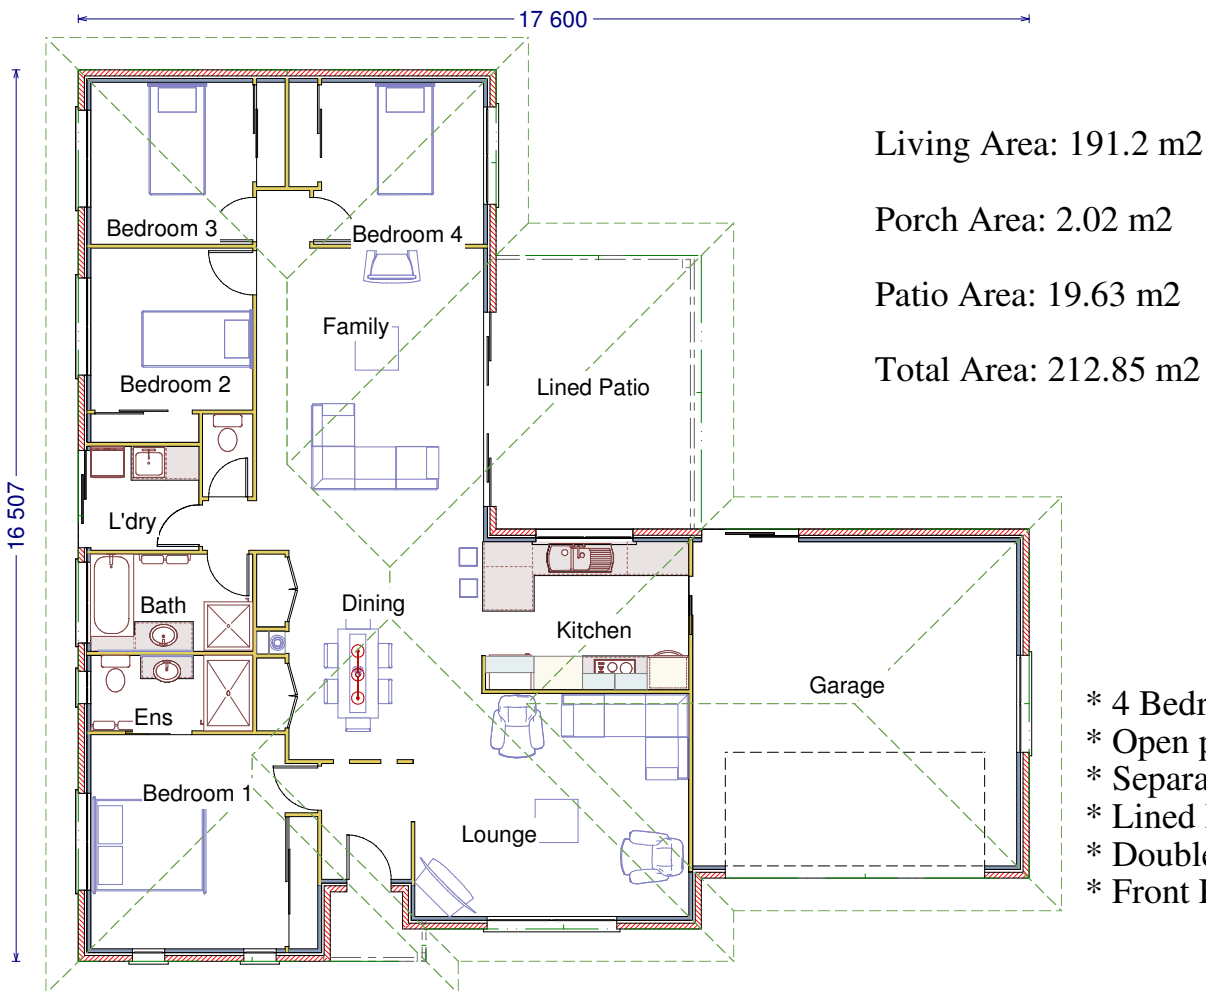 17 600
16 507
Living Area: 191.2 m2
Porch Area: 2.02 m2
Patio Area: 19.63 m2
Total Area: 212.85 m2
Bedroom 3
Bedroom 4
Family
Bedroom 2
Lined Patio
L'dry
Bath
Dining
Kitchen
Ens
Garage
Bedroom 1
Lounge
* 4 Bedr
* Open p
* Separa
* Lined
* Double
* Front